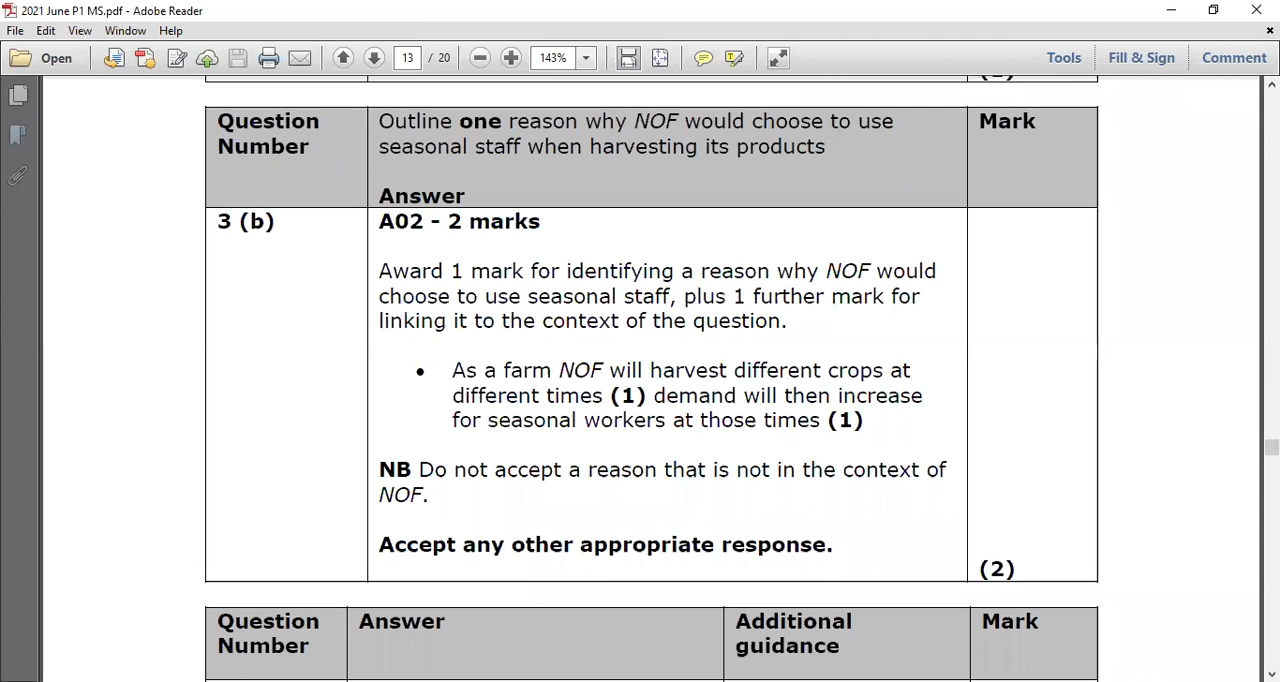 2021 June P1 MS.pdf - Adobe Reader
File Edit View Window Help
Open 13 / 20 143% Tools Fill & Sign Comment
Question Number
Outline one reason why NOF would choose to use
seasonal staff when harvesting its products
Answer
Mark
3 (b)
A02 - 2 marks
Award 1 mark for identifying a reason why NOF would
choose to use seasonal staff, plus 1 further mark for
linking it to the context of the question.
• As a farm NOF will harvest different crops at
different times (1) demand will then increase
for seasonal workers at those times (1)
NB Do not accept a reason that is not in the context of
NOF.
Accept any other appropriate response.
(2)
Question Number
Answer
Additional
guidance
Mark